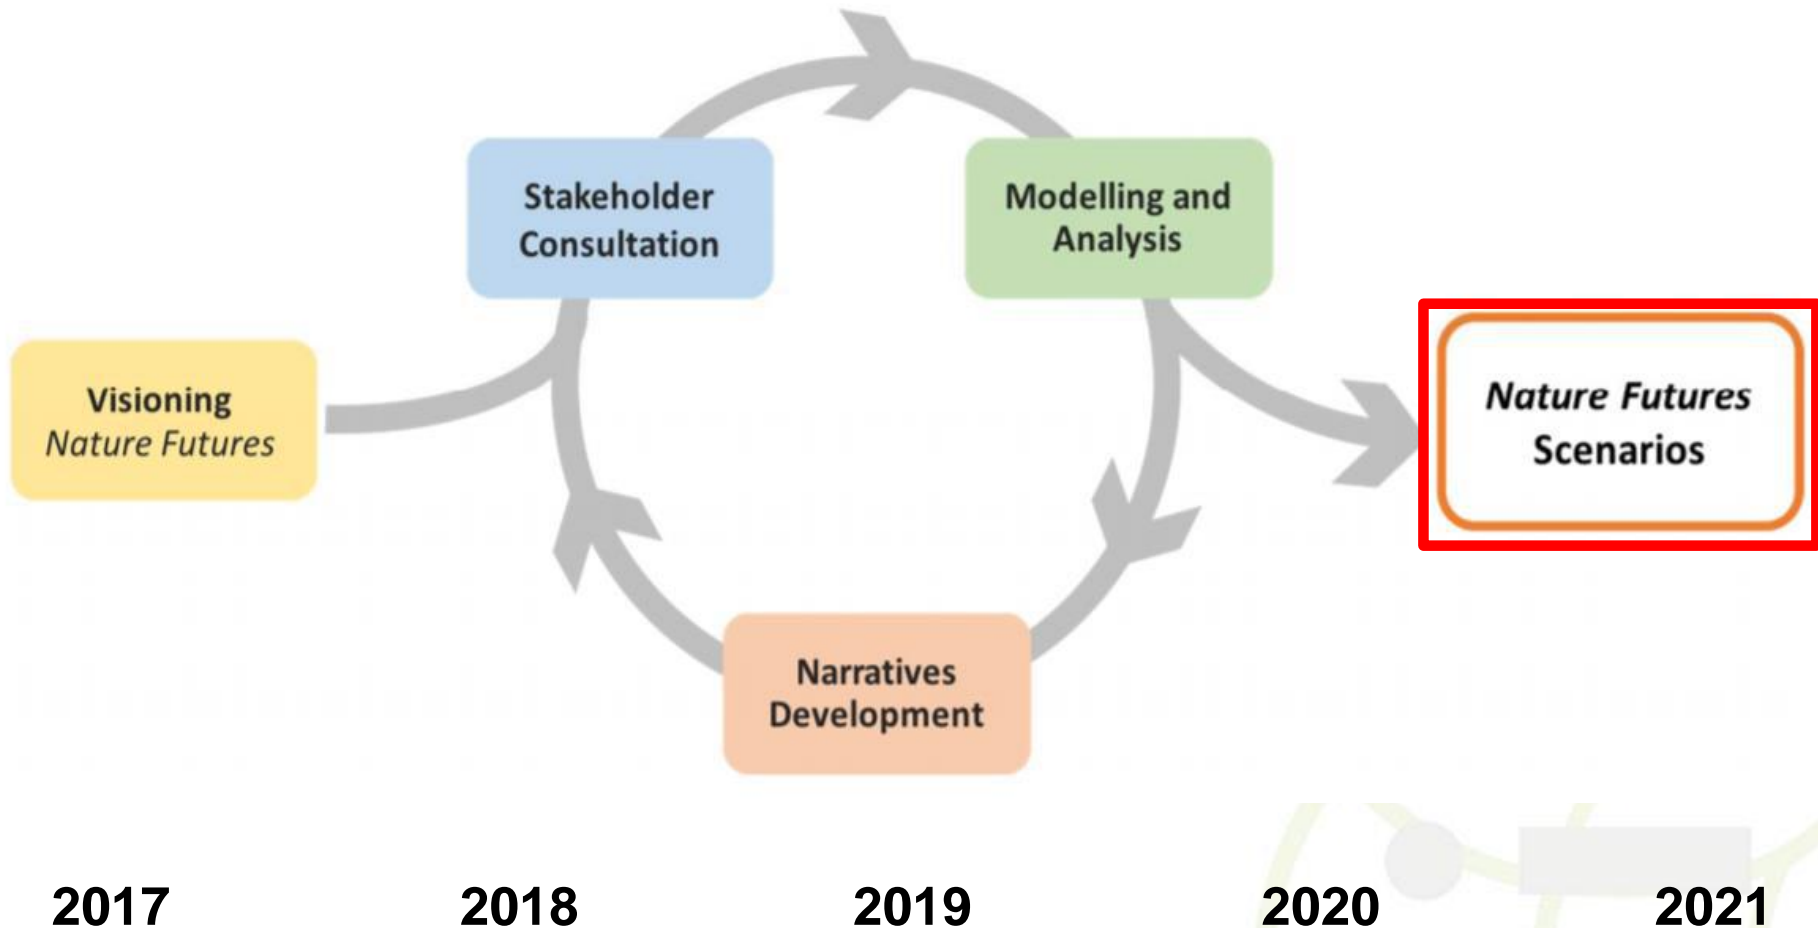 Stakeholder
Consultation
Modelling and
Analysis
Visioning
Nature Futures
Nature Futures
Scenarios
Narratives
Development
2017
2018
2019
2020
2021